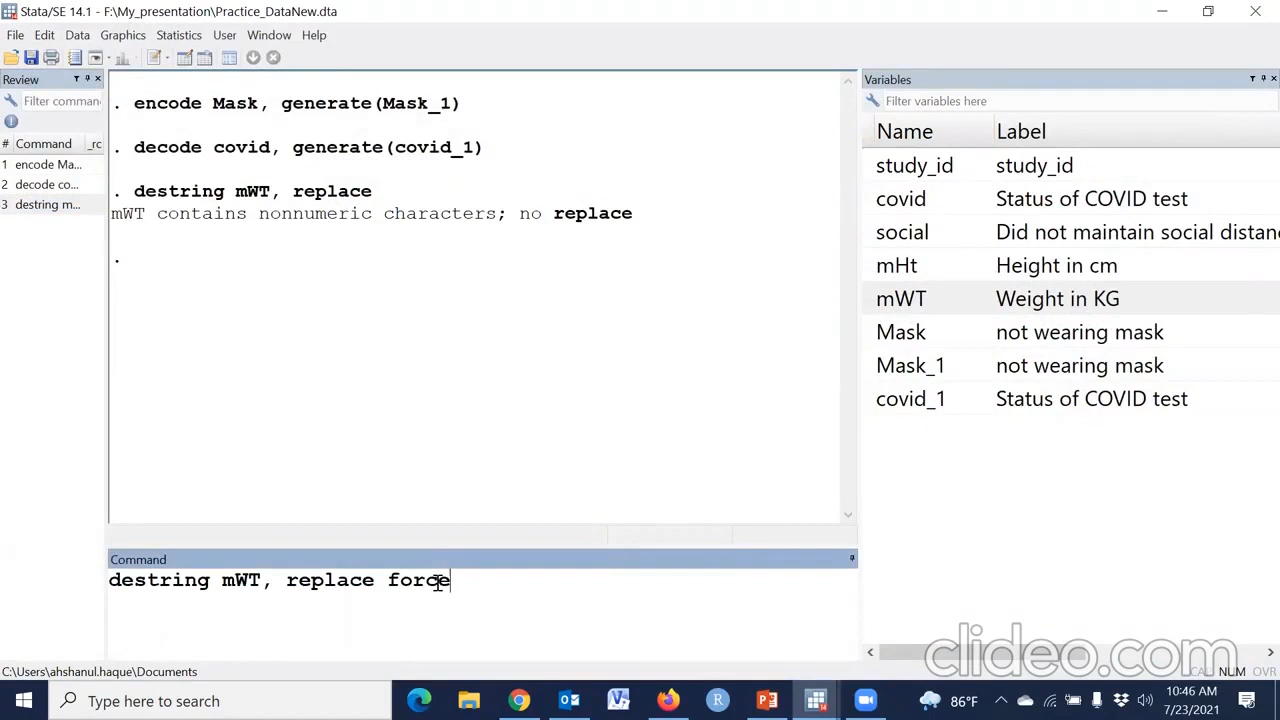 Stata/SE 14.1 - F:\My_presentation\Practice_DataNew.dta
File Edit Data Graphics Statistics User Window Help
Review
Filter comman
# Command _rc
1 encode Ma...
2 decode co...
3 destring m...
. encode Mask, generate(Mask_1)
. decode covid, generate(covid_1)
. destring mWT, replace
mWT contains nonnumeric characters; no replace
.
Command
destring mWT, replace force
Variables
Filter variables here
Name Label
study_id study_id
covid Status of COVID test
social Did not maintain social distanc
mHt Height in cm
mWT Weight in KG
Mask not wearing mask
Mask_1 not wearing mask
covid_1 Status of COVID test
clideo.com
C:\Users\ahshanul.haque\Documents
CAP NUM OVR
Type here to search
86°F
10:46 AM
7/23/2021